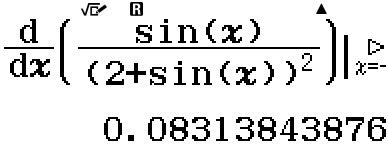 √□ R ▲
d/dx(sin(x)/(2+sin(x))²)|x=- ▷
0.08313843876